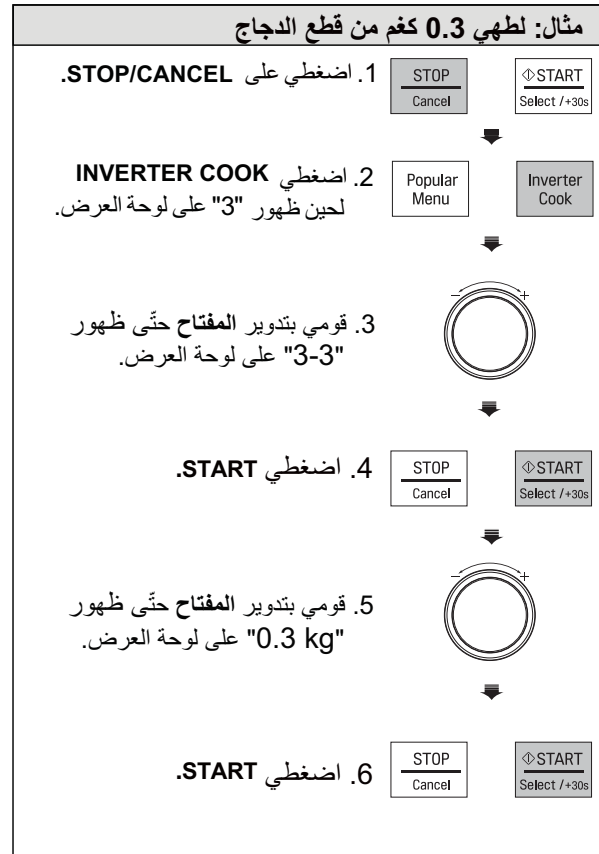 مثال: لطهي 0.3 كغم من قطع الدجاج
1. اضغطي على STOP/CANCEL.
STOP
Cancel
START
Select /+30s
2. اضغطي INVERTER COOK
لحين ظهور "3" على لوحة العرض.
Popular
Menu
Inverter
Cook
3. قومي بتدوير المفتاح حتّى ظهور
"3-3" على لوحة العرض.
- +
4. اضغطي START.
STOP
Cancel
START
Select /+30s
5. قومي بتدوير المفتاح حتّى ظهور
"0.3 kg" على لوحة العرض.
- +
6. اضغطي START.
STOP
Cancel
START
Select /+30s